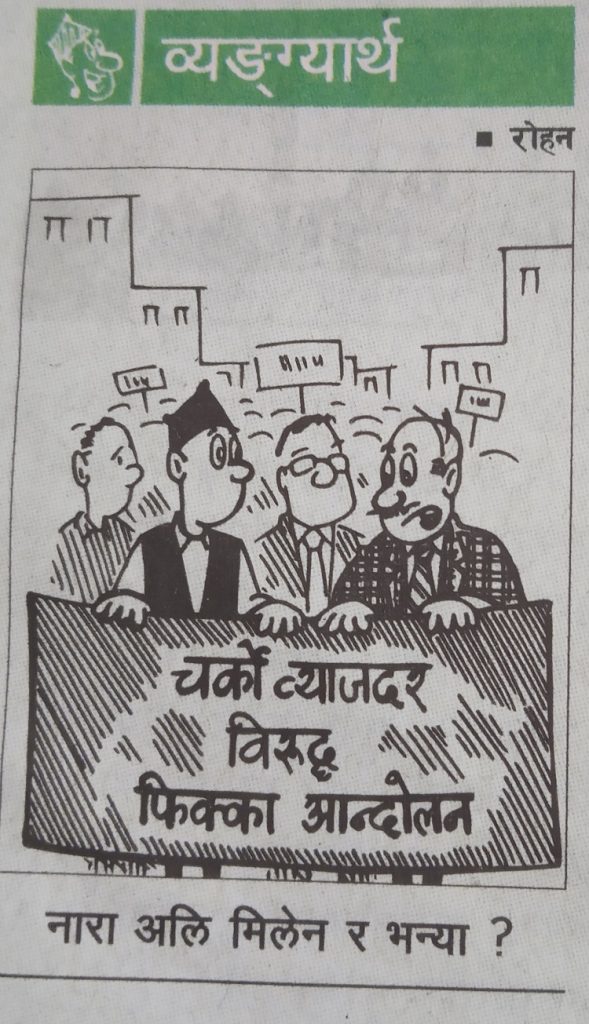 व्यङ्ग्यार्थ
■ रोहन
चर्को व्याजदर
विरुद्ध
फिक्का आन्दोलन
नारा अलि मिलेन र भन्या ?